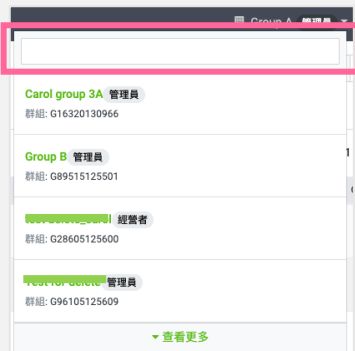 Group A 管理員
Carol group 3A 管理員
群組: G16320130966
1
Group B 管理員
群組: G89515125501
經營者
群組: G28605125600
管理員
群組: G96105125609
查看更多